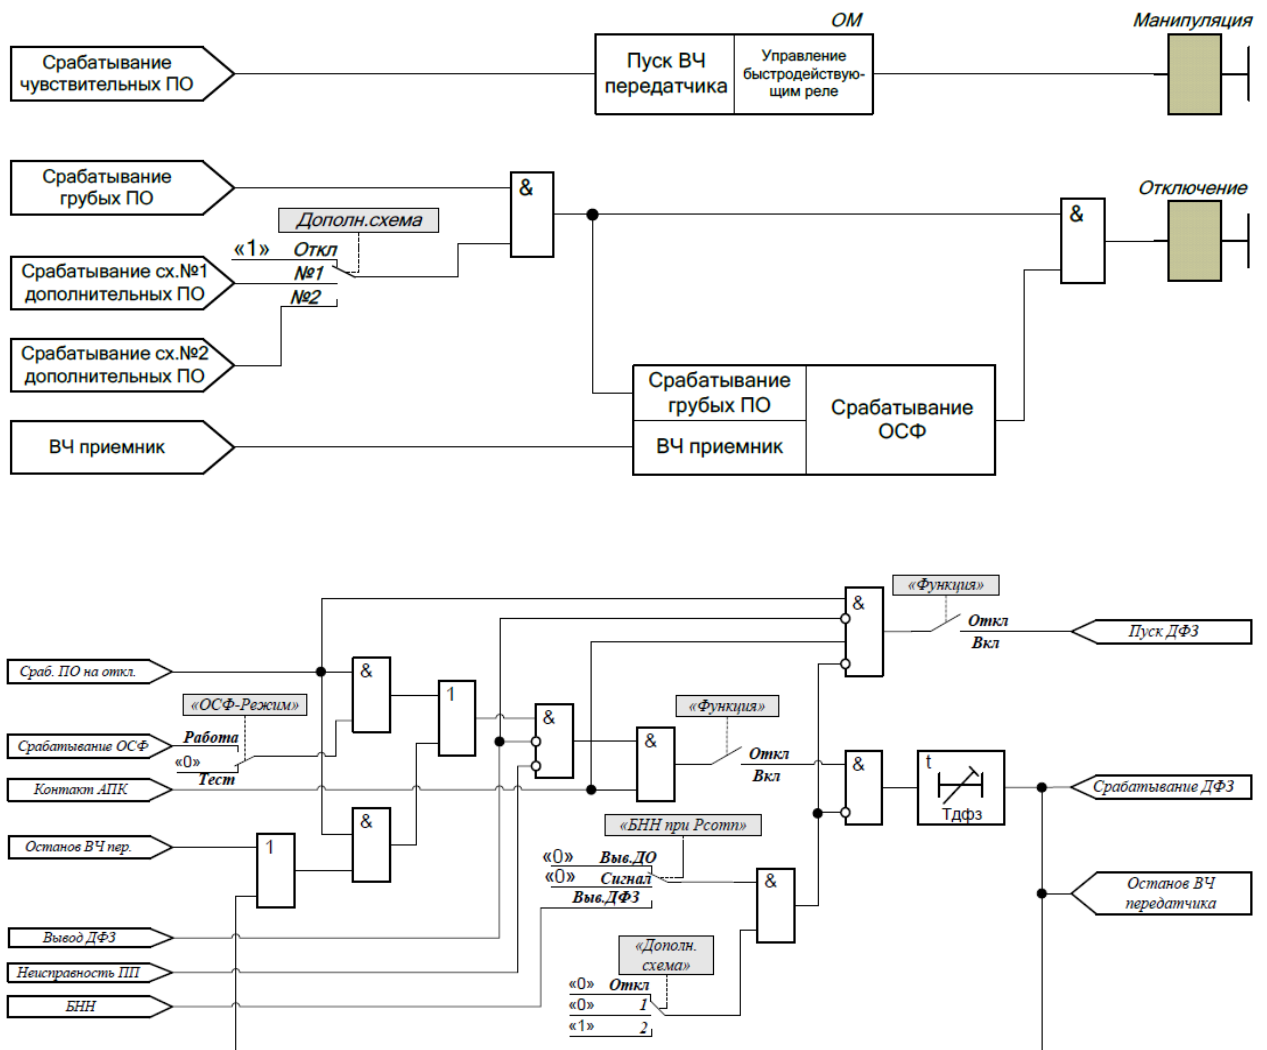 ОМ
Манипуляция
Срабатывание
чувствительных ПО
Пуск ВЧ
передатчика
Управление
быстродействую-
щим реле
Срабатывание
грубых ПО
&
Отключение
&
Дополн.схема
«1» Откл
Срабатывание сх.№1
дополнительных ПО
№1
№2
Срабатывание сх.№2
дополнительных ПО
Срабатывание
грубых ПО
Срабатывание
ОСФ
ВЧ приемник
ВЧ приемник
«Функция»
&
Откл
Вкл
Пуск ДФЗ
Сраб. ПО на откл.
&
1
«ОСФ-Режим»
«Функция»
&
Срабатывание ОСФ
Работа
«0»
Тест
&
Откл
Вкл
&
t
Тдфз
Срабатывание ДФЗ
Контакт АПК
&
«БНН при Рсотп»
Останов ВЧ пер.
1
«0» Выв.ДО
«0» Сигнал
Выв.ДФЗ
&
Останов ВЧ
передатчика
Вывод ДФЗ
«Дополн.
схема»
Неисправность ПП
«0» Откл
БНН
«0» 1
«1» 2